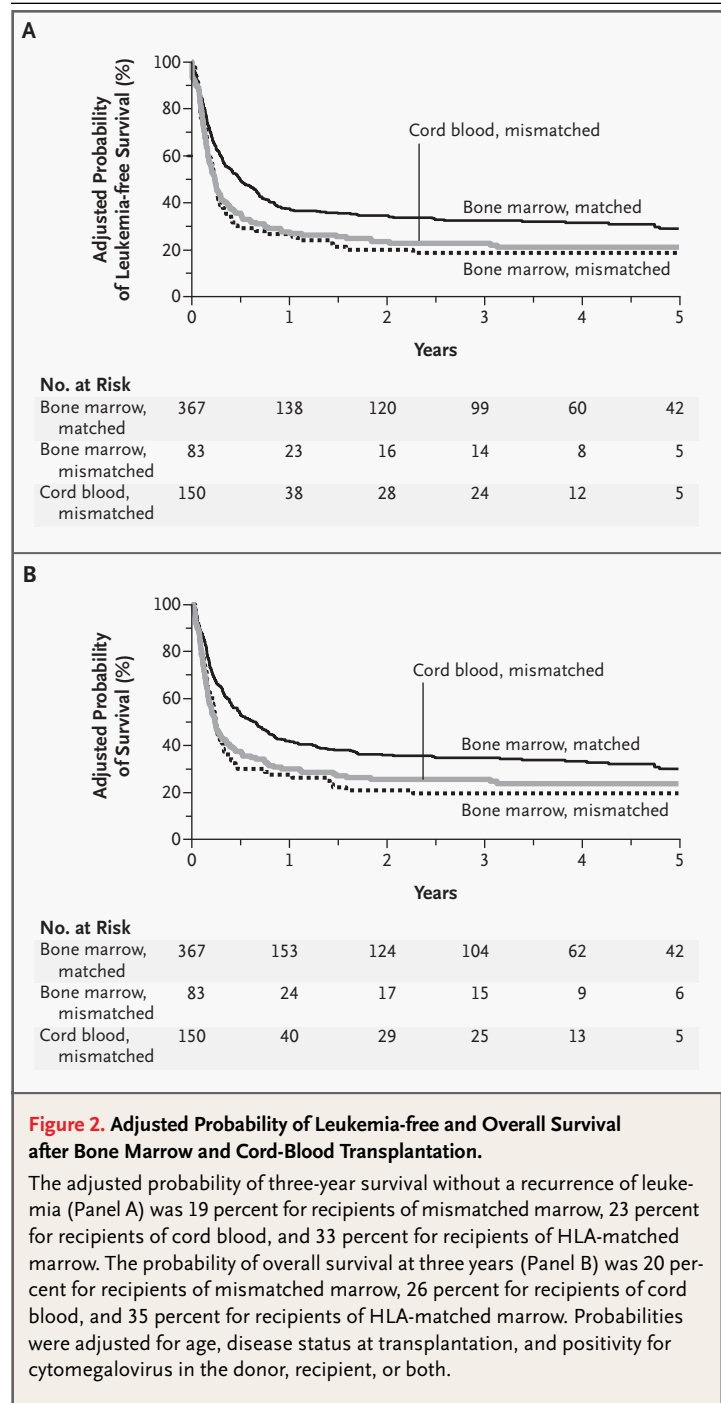 A
Adjusted Probability
of Leukemia-free Survival (%)
100
80
60
40
20
0
Cord blood, mismatched
Bone marrow, matched
Bone marrow, mismatched
0 1 2 3 4 5
Years
No. at Risk
Bone marrow, 367 138 120 99 60 42
matched
Bone marrow, 83 23 16 14 8 5
mismatched
Cord blood, 150 38 28 24 12 5
mismatched
B
Adjusted Probability
of Survival (%)
100
80
60
40
20
0
Cord blood, mismatched
Bone marrow, matched
Bone marrow, mismatched
0 1 2 3 4 5
Years
No. at Risk
Bone marrow, 367 153 124 104 62 42
matched
Bone marrow, 83 24 17 15 9 6
mismatched
Cord blood, 150 40 29 25 13 5
mismatched
Figure 2. Adjusted Probability of Leukemia-free and Overall Survival
after Bone Marrow and Cord-Blood Transplantation.
The adjusted probability of three-year survival without a recurrence of leuke-
mia (Panel A) was 19 percent for recipients of mismatched marrow, 23 percent
for recipients of cord blood, and 33 percent for recipients of HLA-matched
marrow. The probability of overall survival at three years (Panel B) was 20 per-
cent for recipients of mismatched marrow, 26 percent for recipients of cord
blood, and 35 percent for recipients of HLA-matched marrow. Probabilities
were adjusted for age, disease status at transplantation, and positivity for
cytomegalovirus in the donor, recipient, or both.